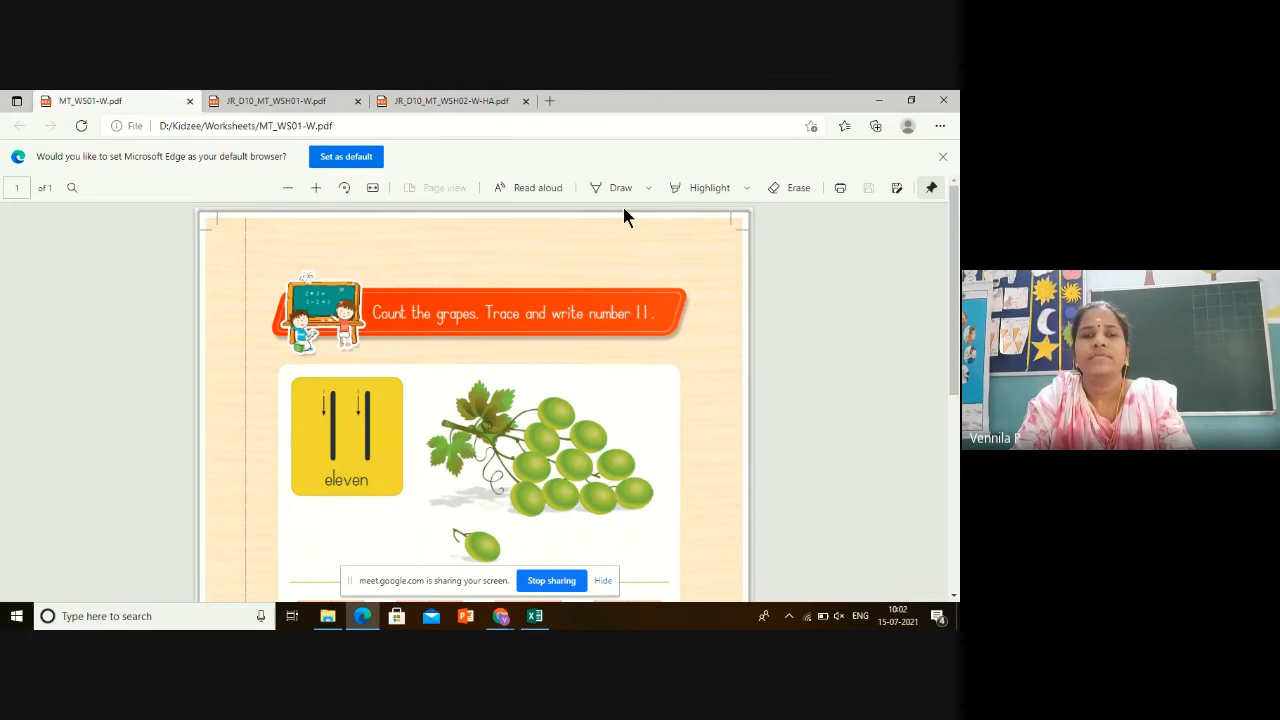 MT_WS01-W.pdf
JR_D10_MT_WSH01-W.pdf
JR_D10_MT_WSH02-W-HA.pdf
File
D:/Kidzee/Worksheets/MT_WS01-W.pdf
Would you like to set Microsoft Edge as your default browser?
Set as default
1 of 1
Page view
Read aloud
Draw
Highlight
Erase
Count the grapes. Trace and write number 11.
11
eleven
Vennila P
meet.google.com is sharing your screen.
Stop sharing
Hide
Type here to search
ENG
10:02
15-07-2021
4